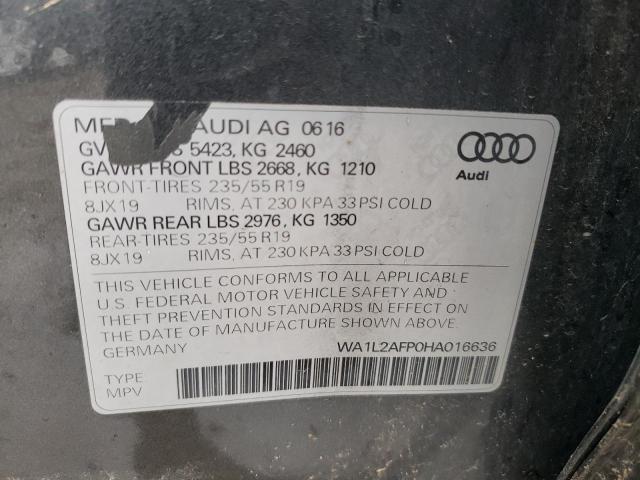 AUDI AG 0616
5423, KG 2460
GAWR FRONT LBS 2668, KG 1210
FRONT-TIRES 235/55 R19
8JX19 RIMS, AT 230 KPA 33 PSI COLD
GAWR REAR LBS 2976, KG 1350
REAR-TIRES 235/55 R19
8JX19 RIMS, AT 230 KPA 33 PSI COLD
Audi
THIS VEHICLE CONFORMS TO ALL APPLICABLE
U.S. FEDERAL MOTOR VEHICLE SAFETY AND
THEFT PREVENTION STANDARDS IN EFFECT ON
THE DATE OF MANUFACTURE SHOWN ABOVE.
GERMANY WA1L2AFP0HA016636
TYPE
MPV